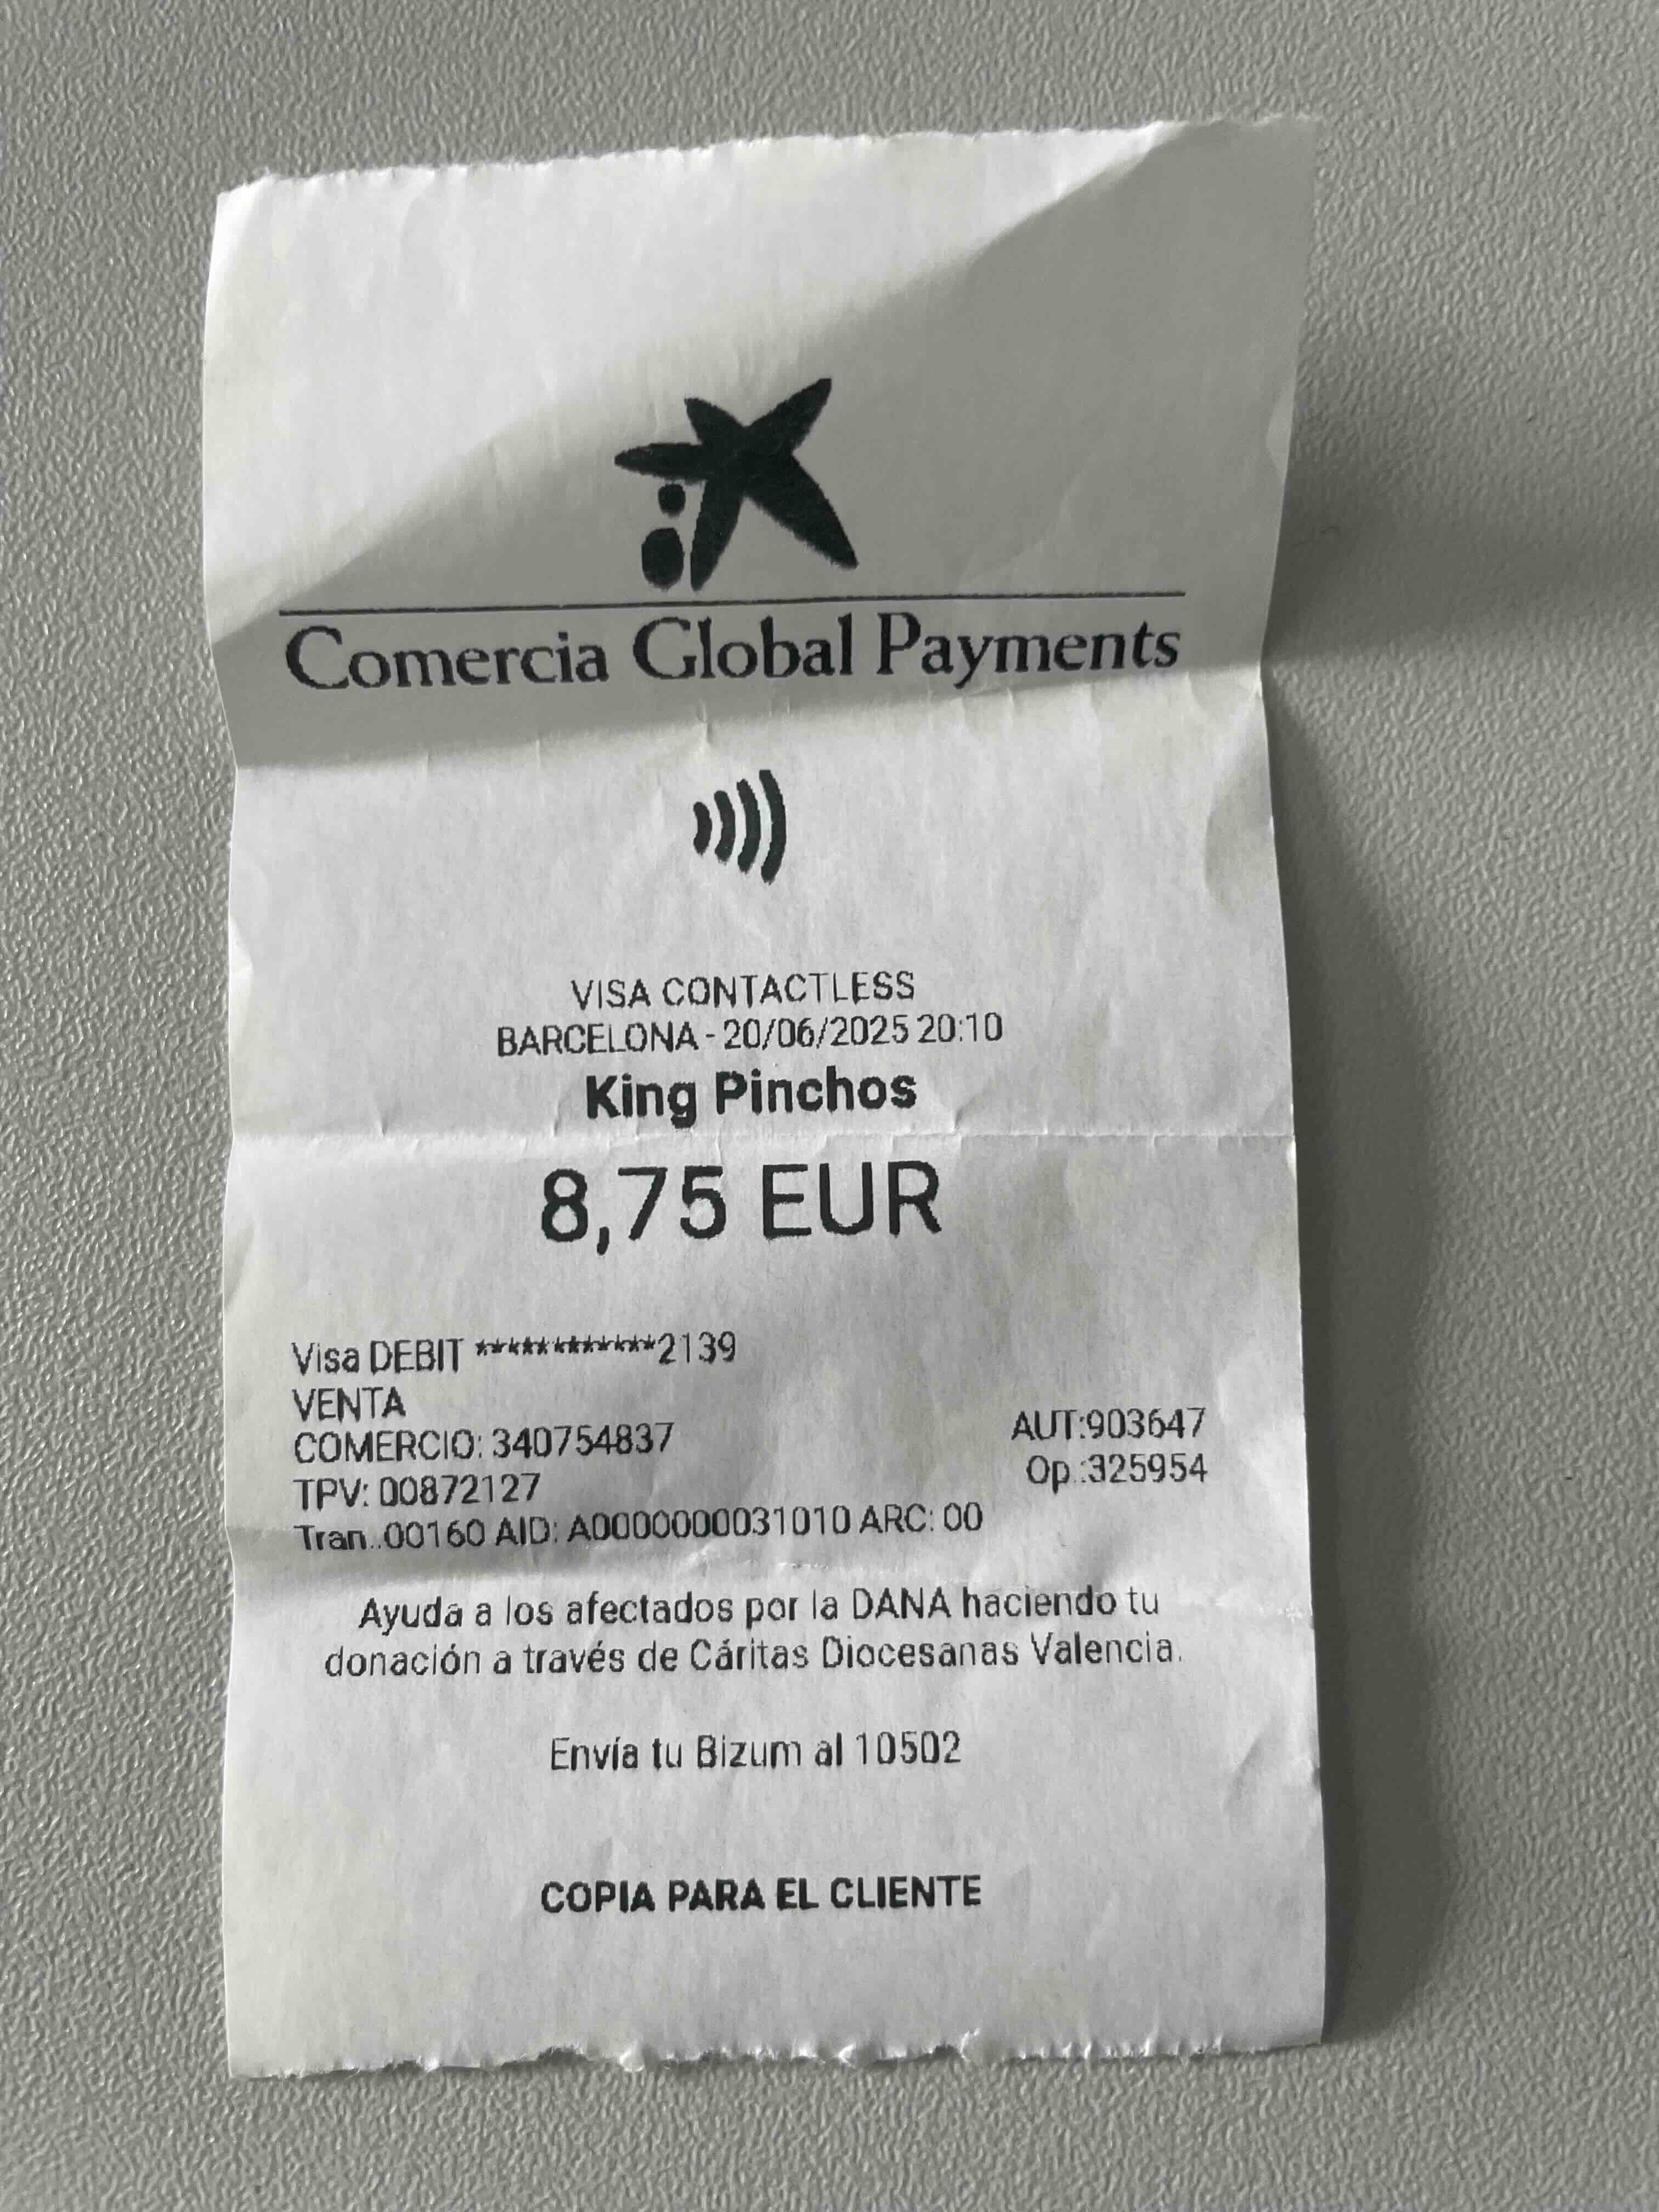 Comercia Global Payments
VISA CONTACTLESS
BARCELONA - 20/06/2025 20:10
King Pinchos
8,75 EUR
Visa DEBIT ************2139
VENTA
COMERCIO: 340754837
AUT:903647
TPV: 00872127
Op.:325954
Tran.:00160 AID: A0000000031010 ARC: 00
Ayuda a los afectados por la DANA haciendo tu
donación a través de Cáritas Diocesanas Valencia.
Envía tu Bizum al 10502
COPIA PARA EL CLIENTE